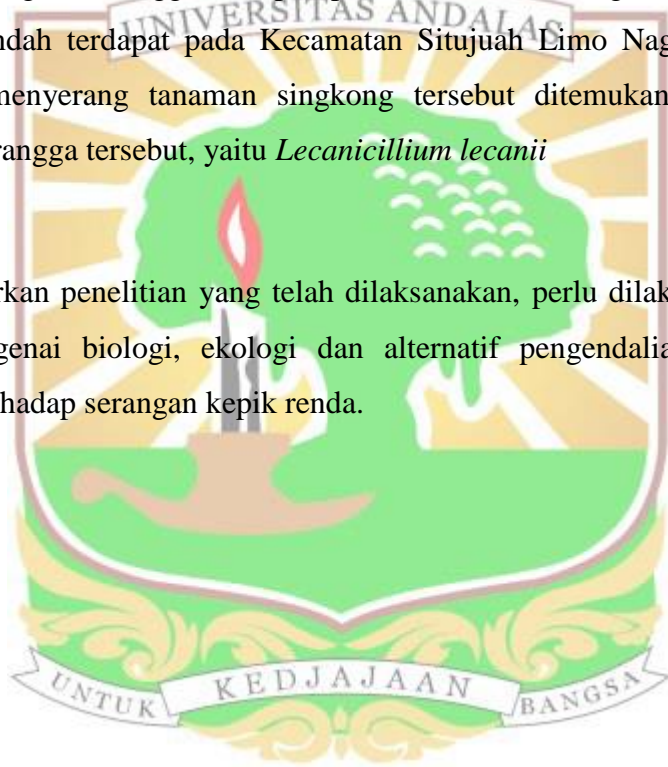 UNIVERSITAS ANDALAS
ndah terdapat pada Kecamatan Situjuah Limo Nag
menyerang tanaman singkong tersebut ditemukan
rangga tersebut, yaitu Lecanicillium lecanii
rkan penelitian yang telah dilaksanakan, perlu dilak
genai biologi, ekologi dan alternatif pengendalia
hadap serangan kepik renda.
UNTUK KEDJAJAAN BANGSA